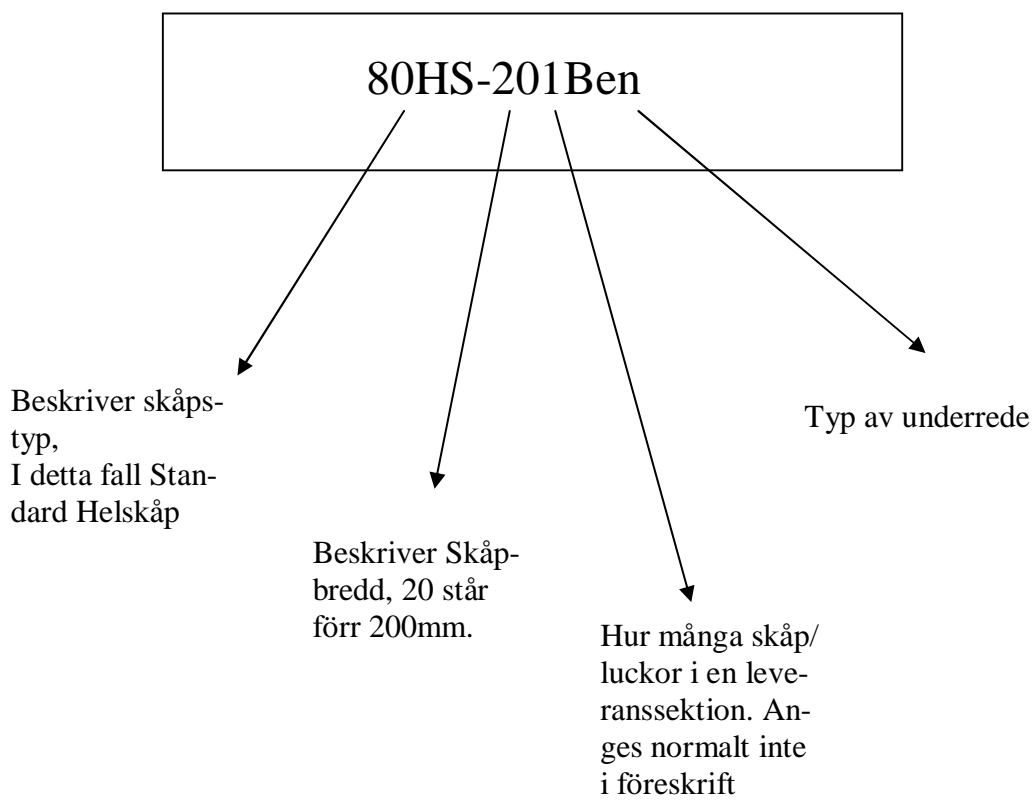 80HS-201Ben
Beskriver skåps-
typ,
I detta fall Stan-
dard Helskåp
Beskriver Skåp-
bredd, 20 står
förr 200mm.
Hur många skåp/
luckor i en leve-
ranssektion. An-
ges normalt inte
i föreskrift
Typ av underrede